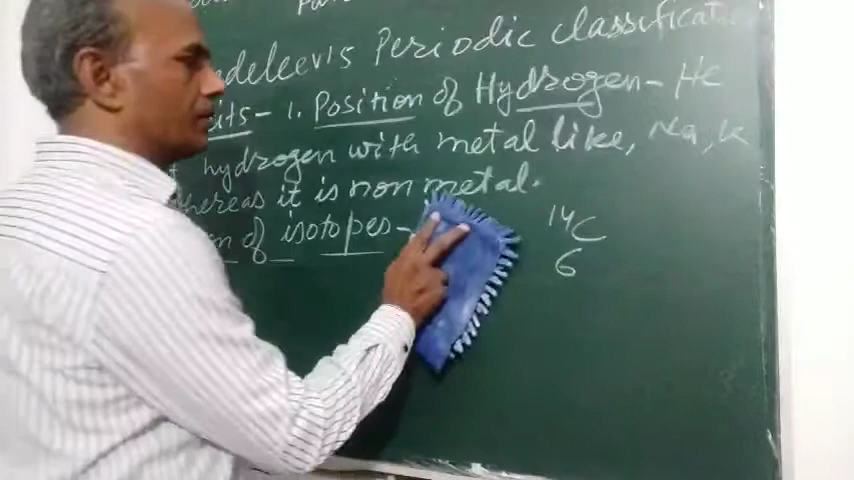 ndeleevis Periodic classificat
its- 1. Position of Hydrogen- He
hydrogen with metal like, Na, K
hereas it is non metal.
n of isotopes-
14C
6